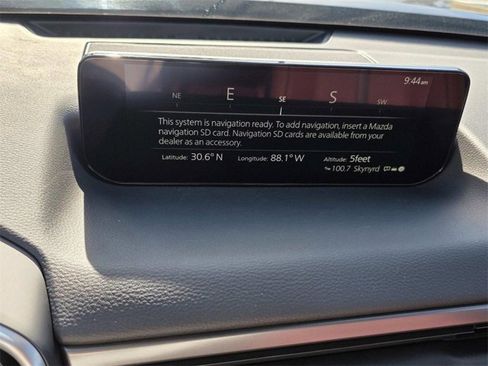 9:44am
NE E SE S SW
This system is navigation ready. To add navigation, insert a Mazda
navigation SD card. Navigation SD cards are available from your
dealer as an accessory.
Latitude: 30.6° N Longitude: 88.1° W Altitude: 5feet
100.7 Skynyrd